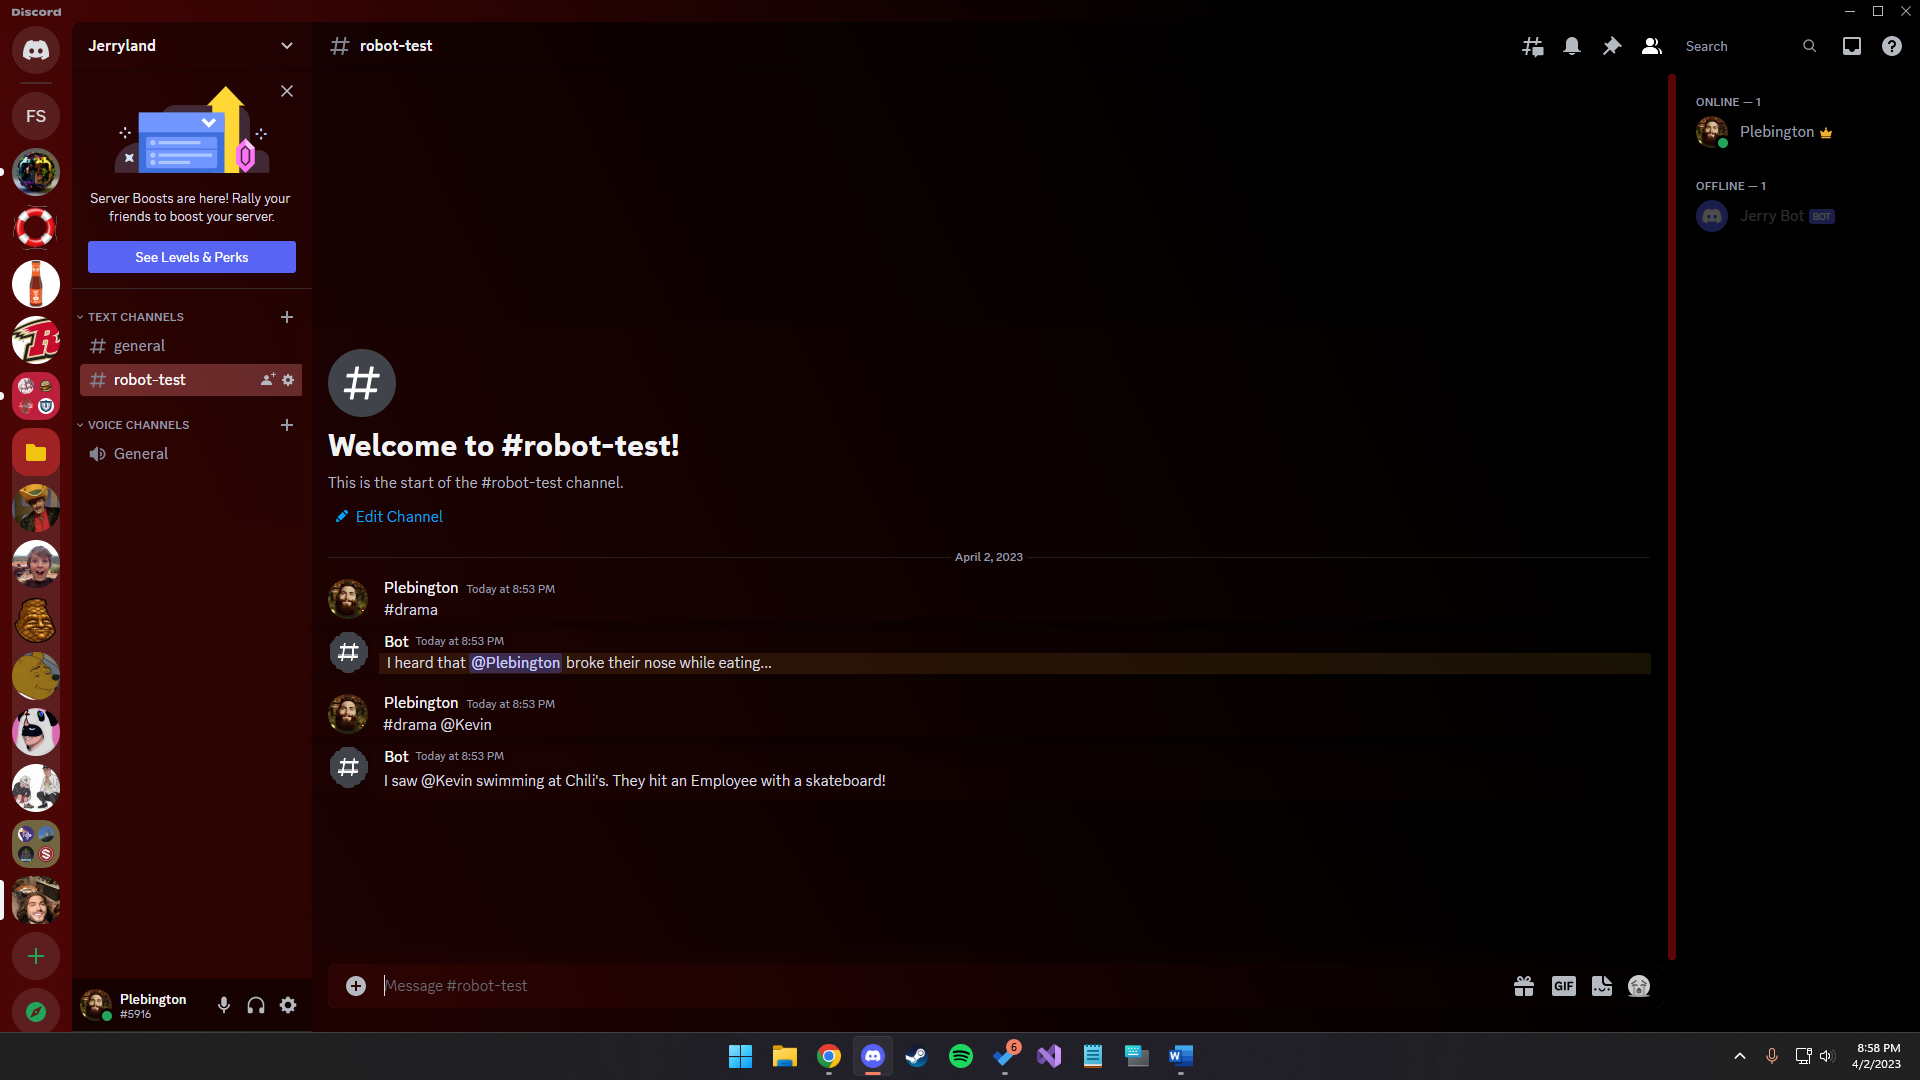 Discord
Jerryland
robot-test
Search
FS
Server Boosts are here! Rally your
friends to boost your server.
See Levels & Perks
TEXT CHANNELS
general
robot-test
VOICE CHANNELS
General
Welcome to #robot-test!
This is the start of the #robot-test channel.
Edit Channel
April 2, 2023
Plebington Today at 8:53 PM
#drama
Bot Today at 8:53 PM
I heard that @Plebington broke their nose while eating...
Plebington Today at 8:53 PM
#drama @Kevin
Bot Today at 8:53 PM
I saw @Kevin swimming at Chili's. They hit an Employee with a skateboard!
Message #robot-test
GIF
ONLINE — 1
Plebington
OFFLINE — 1
Jerry Bot BOT
Plebington
#5916
6
8:58 PM
4/2/2023